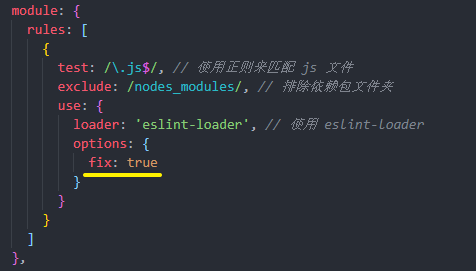 module: {
rules: [
{
test: /\.js$/, // 使用正则来匹配 js 文件
exclude: /nodes_modules/, // 排除依赖包文件夹
use: {
loader: 'eslint-loader', // 使用 eslint-loader
options: {
fix: true
}
}
}
]
},